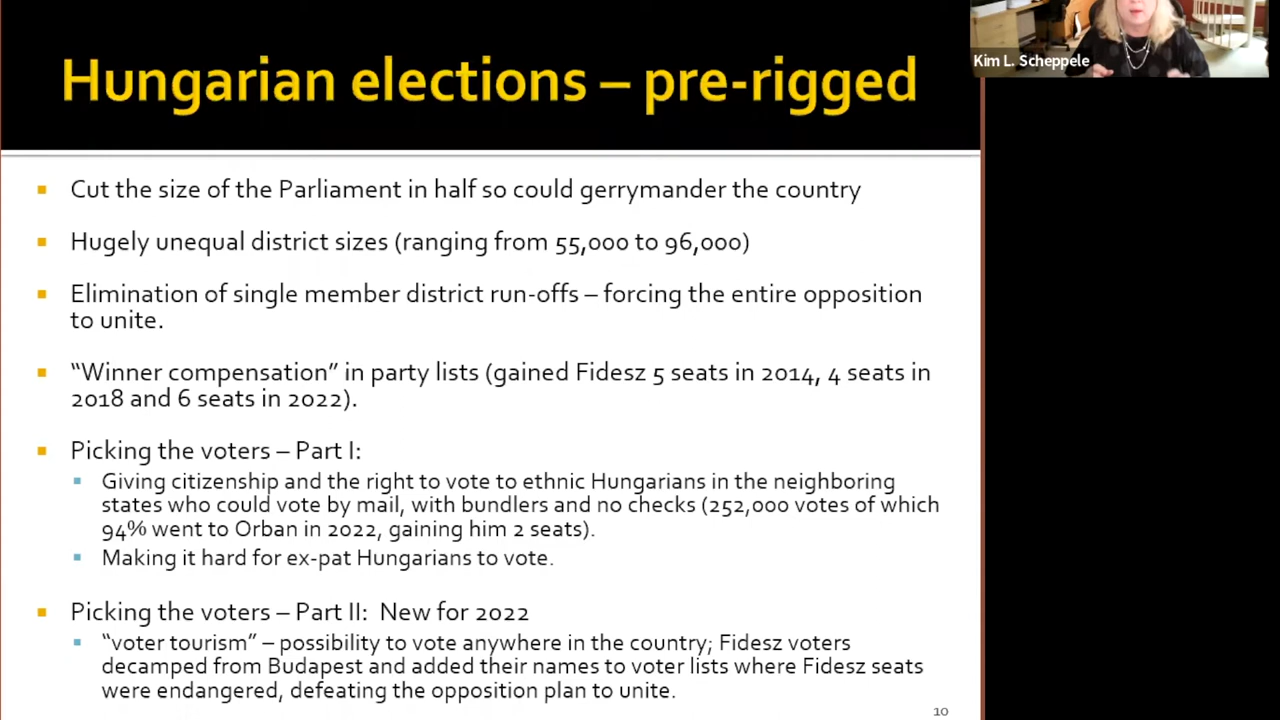 Hungarian elections – pre-rigged
Kim L. Scheppele
Cut the size of the Parliament in half so could gerrymander the country
Hugely unequal district sizes (ranging from 55,000 to 96,000)
Elimination of single member district run-offs – forcing the entire opposition
to unite.
“Winner compensation” in party lists (gained Fidesz 5 seats in 2014, 4 seats in
2018 and 6 seats in 2022).
Picking the voters – Part I:
Giving citizenship and the right to vote to ethnic Hungarians in the neighboring
states who could vote by mail, with bundlers and no checks (252,000 votes of which
94% went to Orban in 2022, gaining him 2 seats).
Making it hard for ex-pat Hungarians to vote.
Picking the voters – Part II: New for 2022
“voter tourism” – possibility to vote anywhere in the country; Fidesz voters
decamped from Budapest and added their names to voter lists where Fidesz seats
were endangered, defeating the opposition plan to unite.
10